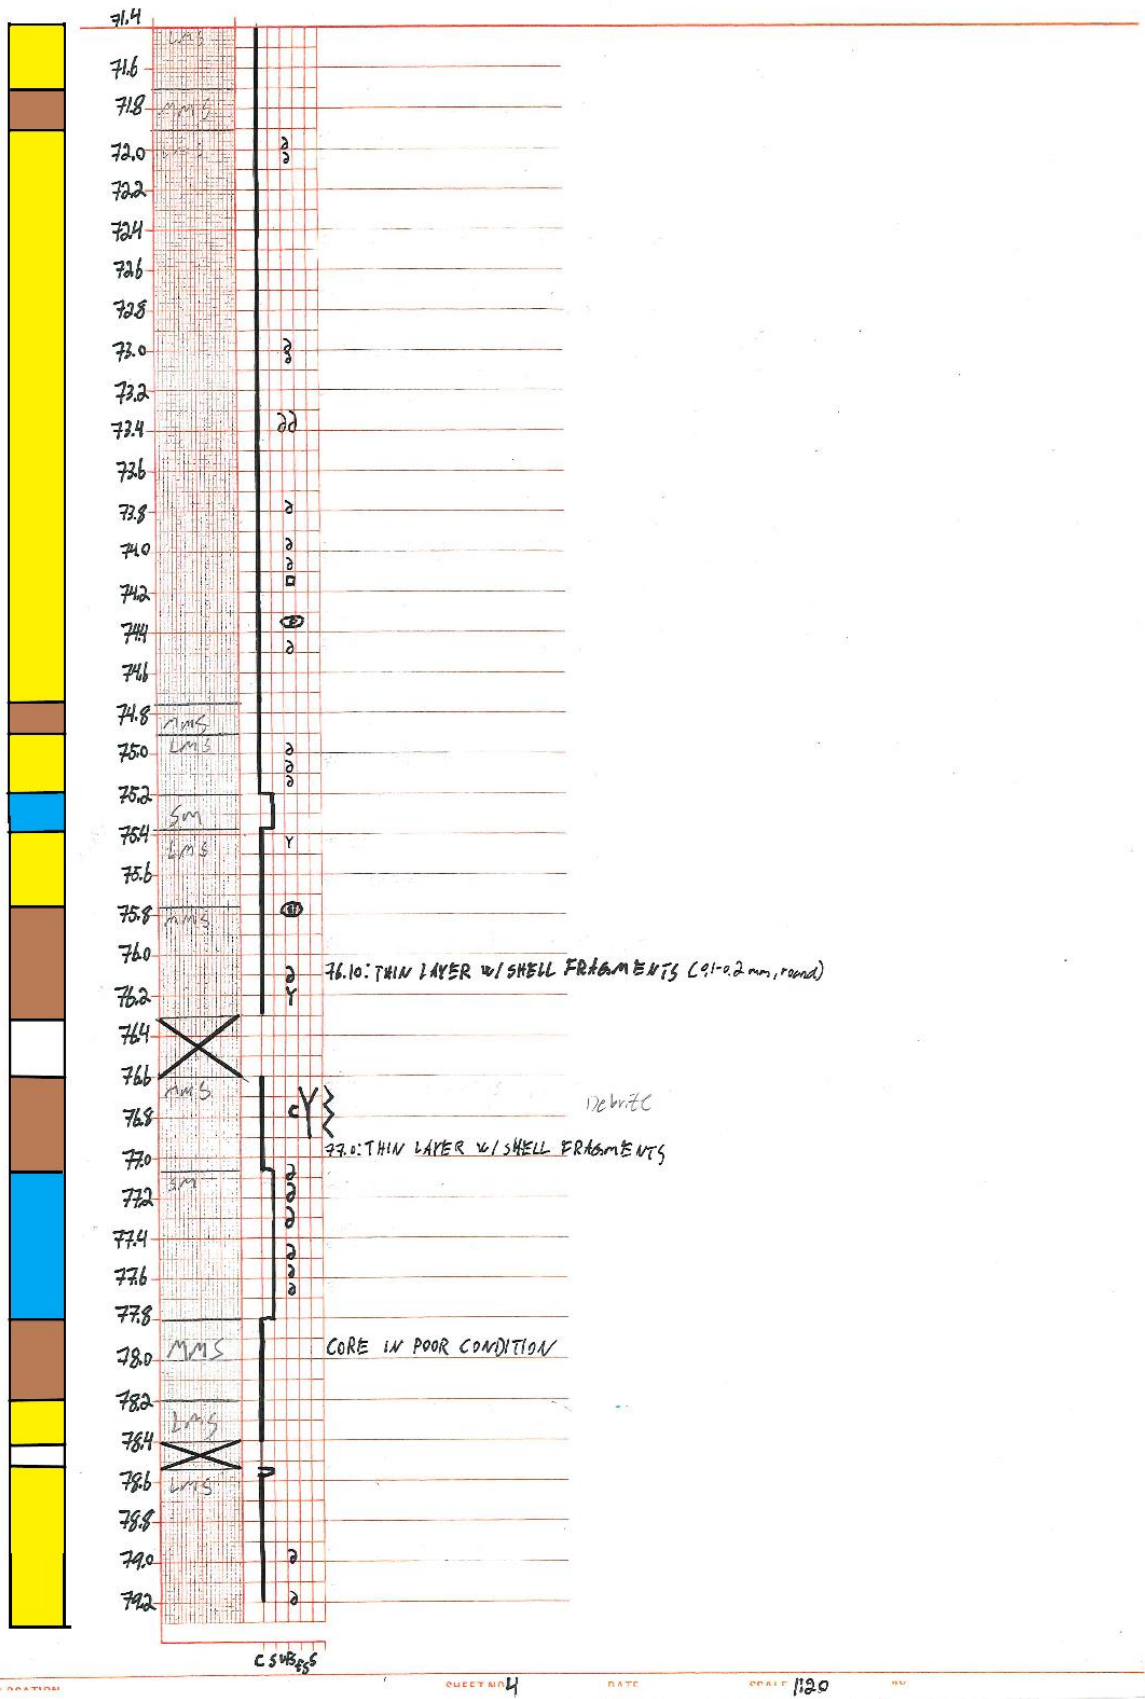 71.4
LMS
71.6
71.8 MMS
72.0 LMS
72.2
72.4
72.6
72.8
73.0
73.2
73.4
73.6
73.8
74.0
74.2
74.4
74.6
74.8 MMS
75.0 LMS
75.2
SM
75.4
LMS
75.6
75.8 MMS
76.0
76.10: THIN LAYER W/ SHELL FRAGMENTS (0.1-0.2 mm, round)
76.2 Y
76.4
76.6
MMS
76.8 C Y Debrite
77.0: THIN LAYER W/ SHELL FRAGMENTS
77.0
SM
77.2
77.4
77.6
77.8
78.0 MMS CORE IN POOR CONDITION
78.2
LMS
78.4
78.6 LMS
78.8
79.0
79.2
SHEET NO 4 DATE SCALE 1:20 BY